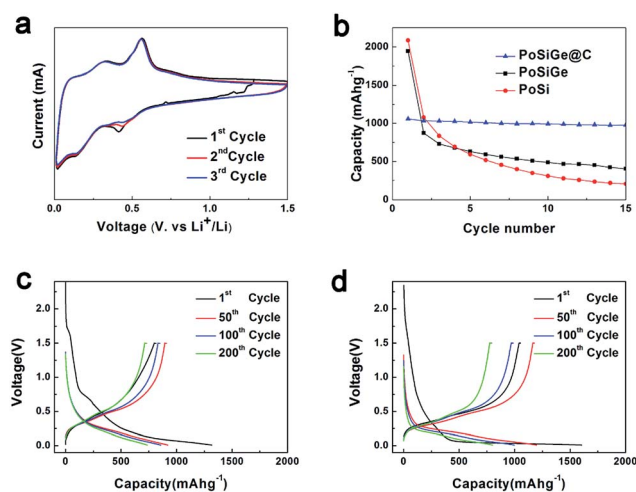 a
Current (mA)
1st Cycle
2nd Cycle
3rd Cycle
0.0 0.5 1.0 1.5
Voltage (V. vs Li+/Li)
b
Capacity (mAhg-1)
2000
1500
1000
500
0
PoSiGe@C
PoSiGe
PoSi
0 5 10 15
Cycle number
c
Voltage(V)
2.0
1.5
1.0
0.5
0.0
1st Cycle
50th Cycle
100th Cycle
200th Cycle
0 500 1000 1500 2000
Capacity(mAhg-1)
d
Voltage(V)
2.0
1.5
1.0
0.5
0.0
1st Cycle
50th Cycle
100th Cycle
200th Cycle
0 500 1000 1500 2000
Capacity(mAhg-1)